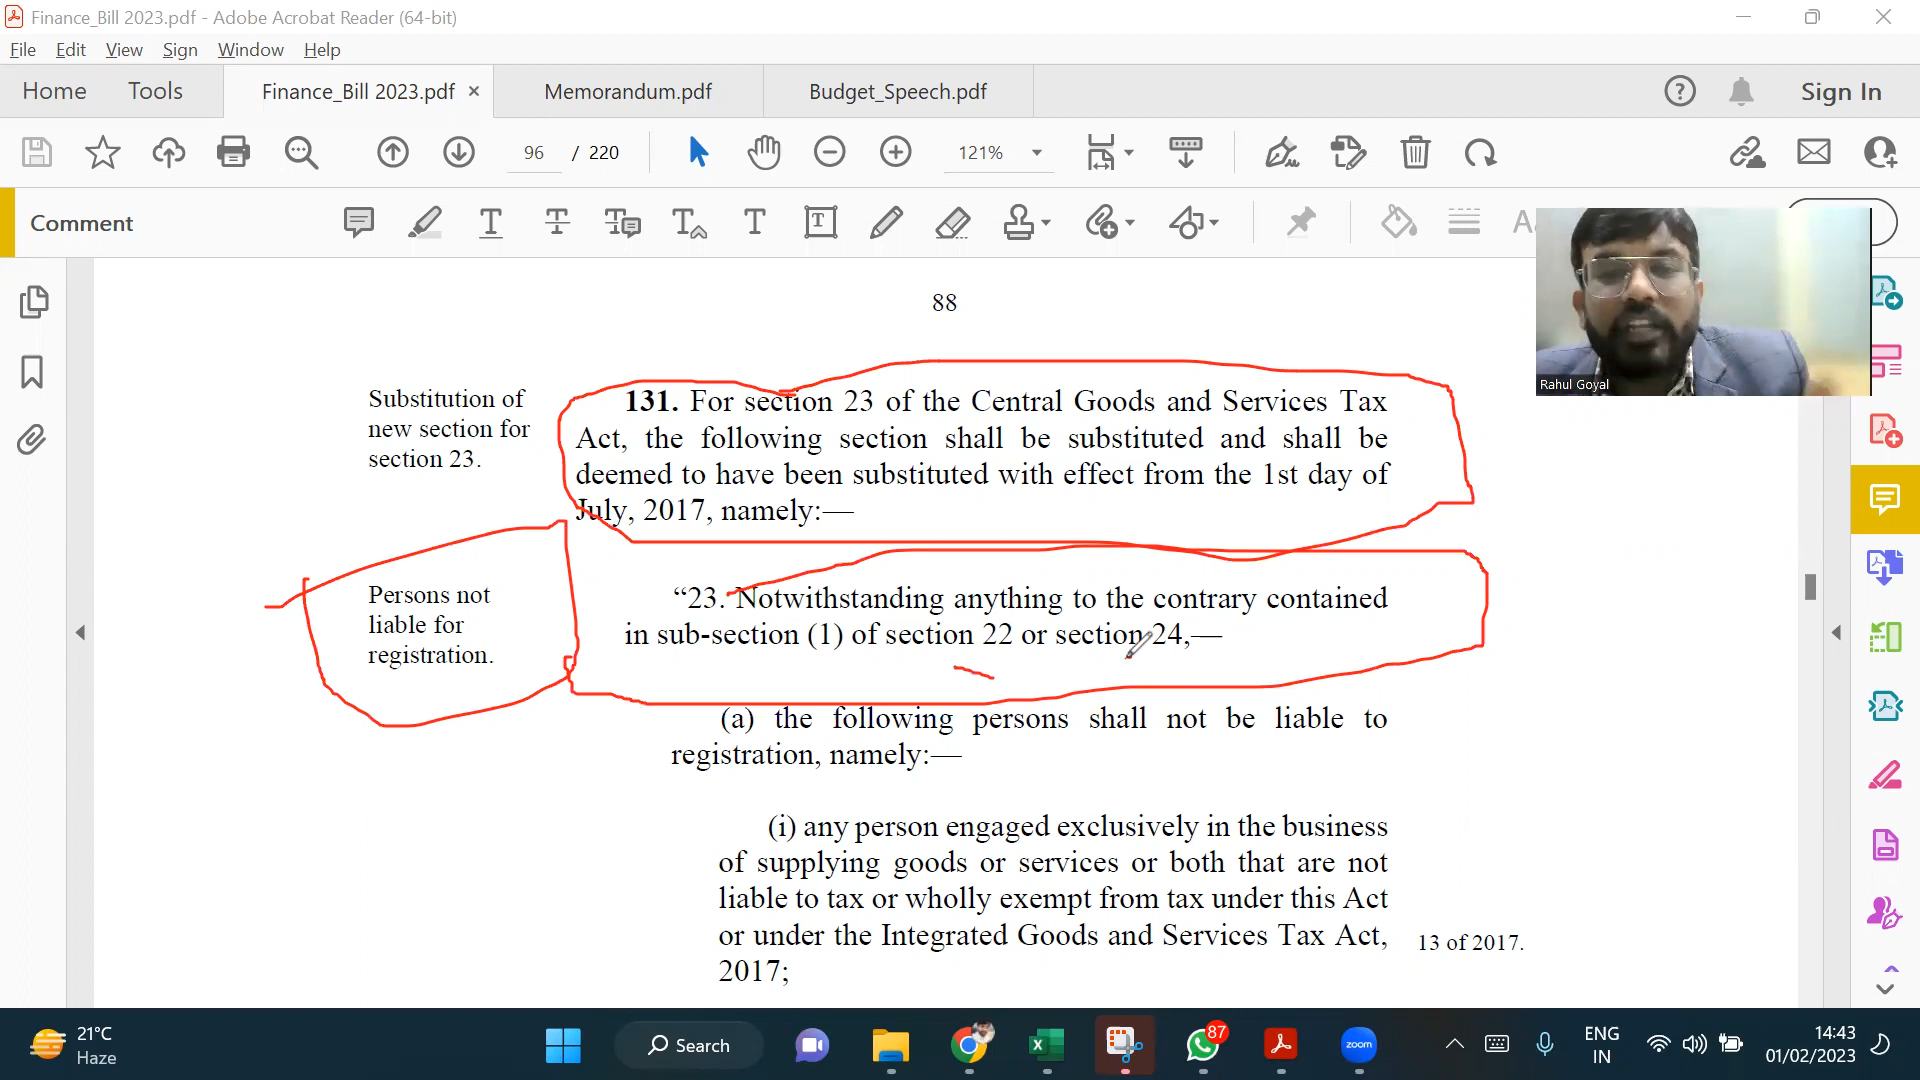 Finance_Bill 2023.pdf - Adobe Acrobat Reader (64-bit)
File Edit View Sign Window Help
Home Tools Finance_Bill 2023.pdf × Memorandum.pdf Budget_Speech.pdf Sign In
96 / 220 121%
Comment
Rahul Goyal
88
Substitution of
new section for
section 23.
131. For section 23 of the Central Goods and Services Tax
Act, the following section shall be substituted and shall be
deemed to have been substituted with effect from the 1st day of
July, 2017, namely:—
Persons not
liable for
registration.
“23. Notwithstanding anything to the contrary contained
in sub-section (1) of section 22 or section 24,—
(a) the following persons shall not be liable to
registration, namely:—
(i) any person engaged exclusively in the business
of supplying goods or services or both that are not
liable to tax or wholly exempt from tax under this Act
or under the Integrated Goods and Services Tax Act,
2017;
13 of 2017.
21°C
Haze
Search
87
zoom
ENG
IN
14:43
01/02/2023